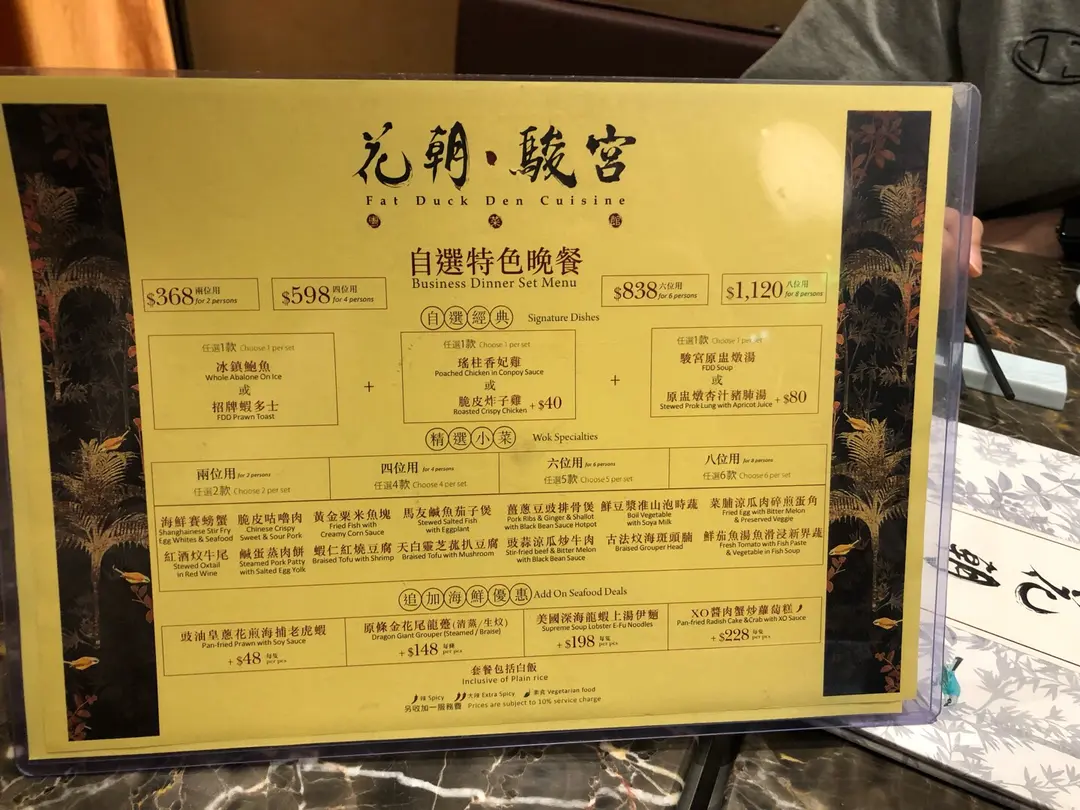 花朝·駿宮
Fat Duck Den Cuisine
粵 菜 館
自選特色晚餐
Business Dinner Set Menu
$368 兩位用 for 2 persons
$598 四位用 for 4 persons
$838 六位用 for 6 persons
$1,120 八位用 for 8 persons
自選經典 Signature Dishes
任選1款 Choose 1 per set
冰鎮鮑魚
Whole Abalone On Ice
或
招牌蝦多士
FDD Prawn Toast
+
任選1款 Choose 1 per set
瑤柱香妃雞
Poached Chicken in Conpoy Sauce
或
脆皮炸子雞 + $40
Roasted Crispy Chicken
+
任選1款 Choose 1 per set
駿宮原盅燉湯
FDD Soup
或
原盅燉杏汁豬肺湯 + $80
Stewed Prok Lung with Apricot Juice
精選小菜 Wok Specialties
兩位用 for 2 persons
任選2款 Choose 2 per set
四位用 for 4 persons
任選4款 Choose 4 per set
六位用 for 6 persons
任選5款 Choose 5 per set
八位用 for 8 persons
任選6款 Choose 6 per set
海鮮賽螃蟹
Shanghainese Stir Fry
Egg Whites & Seafood
脆皮咕嚕肉
Chinese Crispy
Sweet & Sour Pork
黃金粟米魚塊
Fried Fish with
Creamy Corn Sauce
馬友鹹魚茄子煲
Stewed Salted Fish
with Eggplant
薑蔥豆豉排骨煲
Pork Ribs & Ginger & Shallot
with Black Bean Sauce Hotpot
鮮豆漿淮山泡時蔬
Boil Vegetable
with Soya Milk
菜脯涼瓜肉碎煎蛋角
Fried Egg with Bitter Melon
& Preserved Veggie
紅酒炆牛尾
Stewed Oxtail
in Red Wine
鹹蛋蒸肉餅
Steamed Pork Patty
with Salted Egg Yolk
蝦仁紅燒豆腐
Braised Tofu with Shrimp
天白靈芝菰扒豆腐
Braised Tofu with Mushroom
豉蒜涼瓜炒牛肉
Stir-fried beef & Bitter Melon
with Black Bean Sauce
古法炆海斑頭腩
Braised Grouper Head
鮮茄魚湯魚滑浸新界蔬
Fresh Tomato with Fish Paste
& Vegetable in Fish Soup
追加海鮮優惠 Add On Seafood Deals
豉油皇蔥花煎海捕老虎蝦
Pan-fried Prawn with Soy Sauce
+ $48 每隻 per pcs
原條金花尾龍躉(清蒸/生炆)
Dragon Giant Grouper (Steamed / Braise)
+ $148 每條 per pcs
美國深海龍蝦上湯伊麵
Supreme Soup Lobster E-Fu Noodles
+ $198 每隻 per pcs
XO醬肉蟹炒蘿蔔糕
Pan-fried Radish Cake & Crab with XO Sauce
+ $228 每隻 per pcs
套餐包括白飯
Inclusive of Plain rice
辣 Spicy 大辣 Extra Spicy 素食 Vegetarian food
另收加一服務費 Prices are subject to 10% service charge
花朝